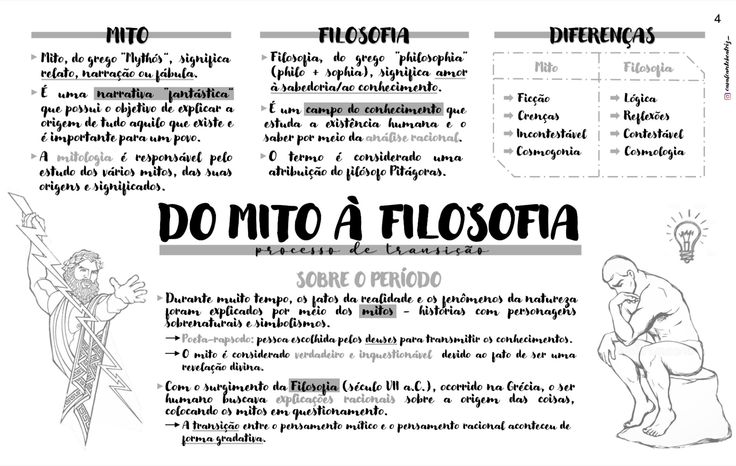 4
MITO
Mito, do grego "Mythós", significa
relato, narração ou fábula.
É uma narrativa "fantástica"
que possui o objetivo de explicar a
origem de tudo aquilo que existe e
é importante para um povo.
A mitologia é responsável pelo
estudo dos vários mitos, das suas
origens e significados.
FILOSOFIA
Filosofia, do grego "philosophia"
(philo + sophia), significa amor
à sabedoria/ao conhecimento.
É um campo do conhecimento que
estuda a existência humana e o
saber por meio da análise racional.
O termo é considerado uma
atribuição do filósofo Pitágoras.
DIFERENÇAS
Mito Filosofia
Ficção Lógica
Crenças Reflexões
Incontestável Contestável
Cosmogonia Cosmologia
DO MITO À FILOSOFIA
processo de transição
SOBRE O PERÍODO
Durante muito tempo, os fatos da realidade e os fenômenos da natureza
foram explicados por meio dos mitos - histórias com personagens
sobrenaturais e simbolismos.
Poeta-rapsodo: pessoa escolhida pelos deuses para transmitir os conhecimentos.
O mito é considerado verdadeiro e inquestionável devido ao fato de ser uma
revelação divina.
Com o surgimento da Filosofia (século VII a.C.), ocorrido na Grécia, o ser
humano buscava explicações racionais sobre a origem das coisas,
colocando os mitos em questionamento.
A transição entre o pensamento mítico e o pensamento racional aconteceu de
forma gradativa.